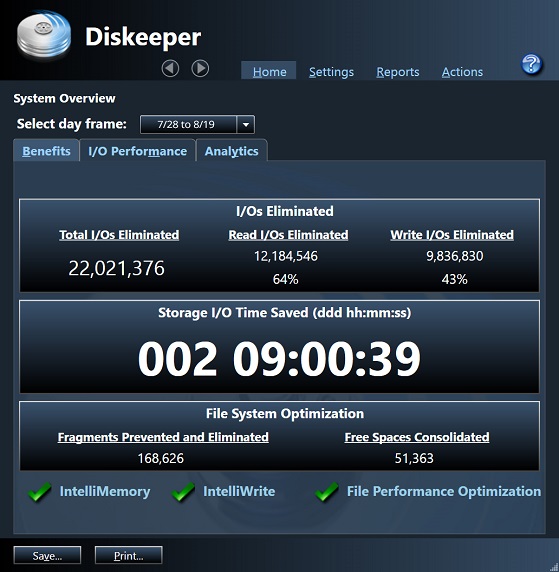 Diskeeper
Home Settings Reports Actions ?
System Overview
Select day frame: 7/28 to 8/19
Benefits I/O Performance Analytics
I/Os Eliminated
Total I/Os Eliminated Read I/Os Eliminated Write I/Os Eliminated
22,021,376 12,184,546 9,836,830
64% 43%
Storage I/O Time Saved (ddd hh:mm:ss)
002 09:00:39
File System Optimization
Fragments Prevented and Eliminated Free Spaces Consolidated
168,626 51,363
IntelliMemory IntelliWrite File Performance Optimization
Save... Print...